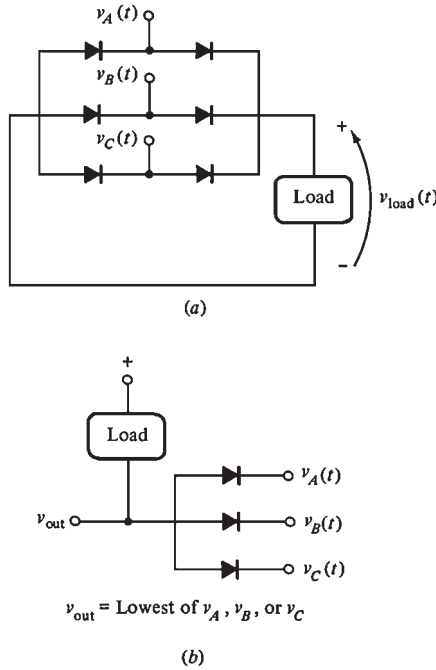 v_A(t)
v_B(t)
v_C(t)
+
Load
v_load(t)
−
(a)
+
Load
v_A(t)
v_out
v_B(t)
v_C(t)
v_out = Lowest of v_A, v_B, or v_C
(b)